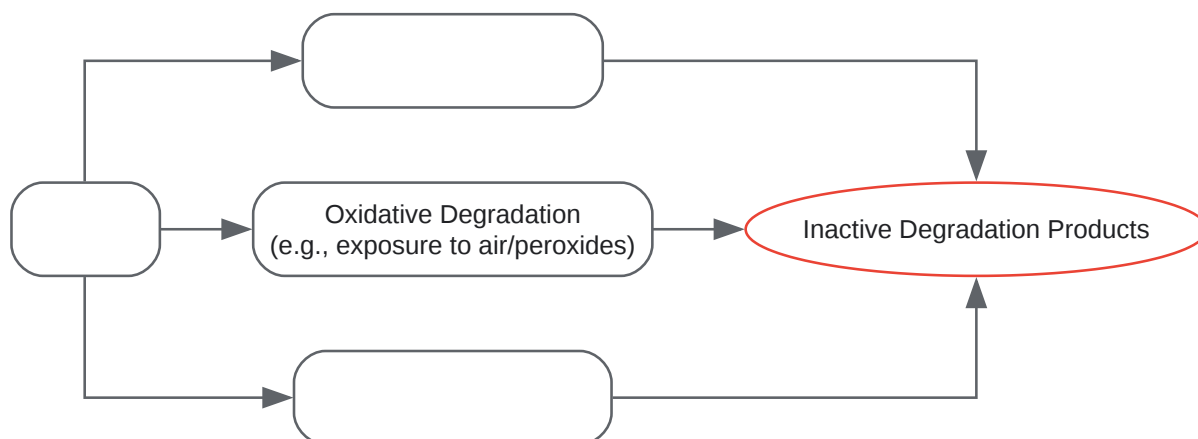 Oxidative Degradation
(e.g., exposure to air/peroxides)
Inactive Degradation Products